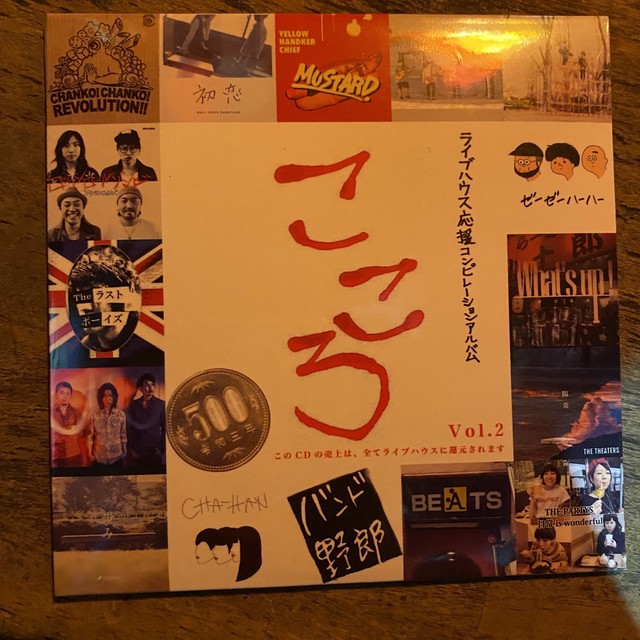 CHANKO! CHANKO!
REVOLUTION!!
初恋
YELLOW
HANDKER
CHIEF
MUSTARD
ライブハウス応援コンピレーションアルバム
こころ
ゼーゼーハーハー
The ラスト
ボーイズ
What's up!
500
Vol.2
このCDの売上は、全てライブハウスに還元されます
THE THEATERS
CHA-HAN
バンド
野郎
BEATS
THE PARTYS
is wonderful